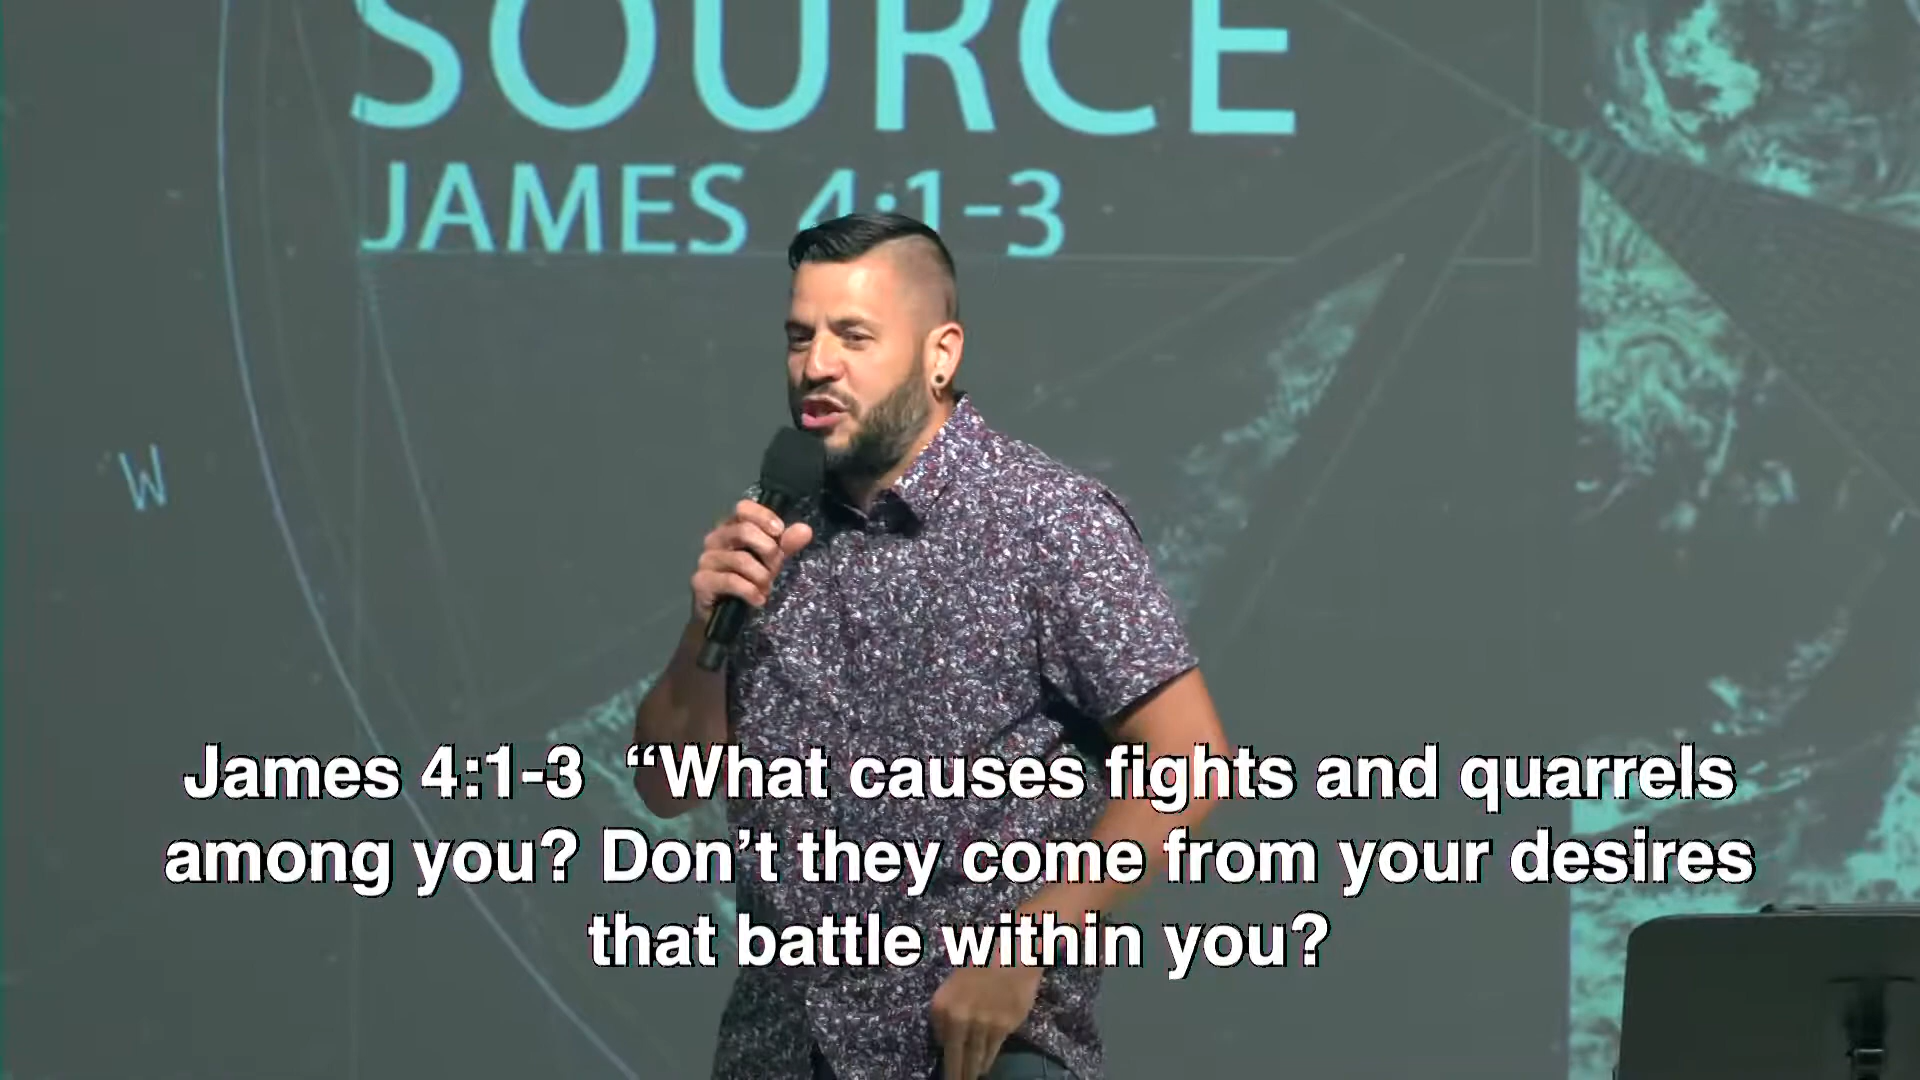 SOURCE
JAMES 4:1-3
W
James 4:1-3 “What causes fights and quarrels
among you? Don’t they come from your desires
that battle within you?